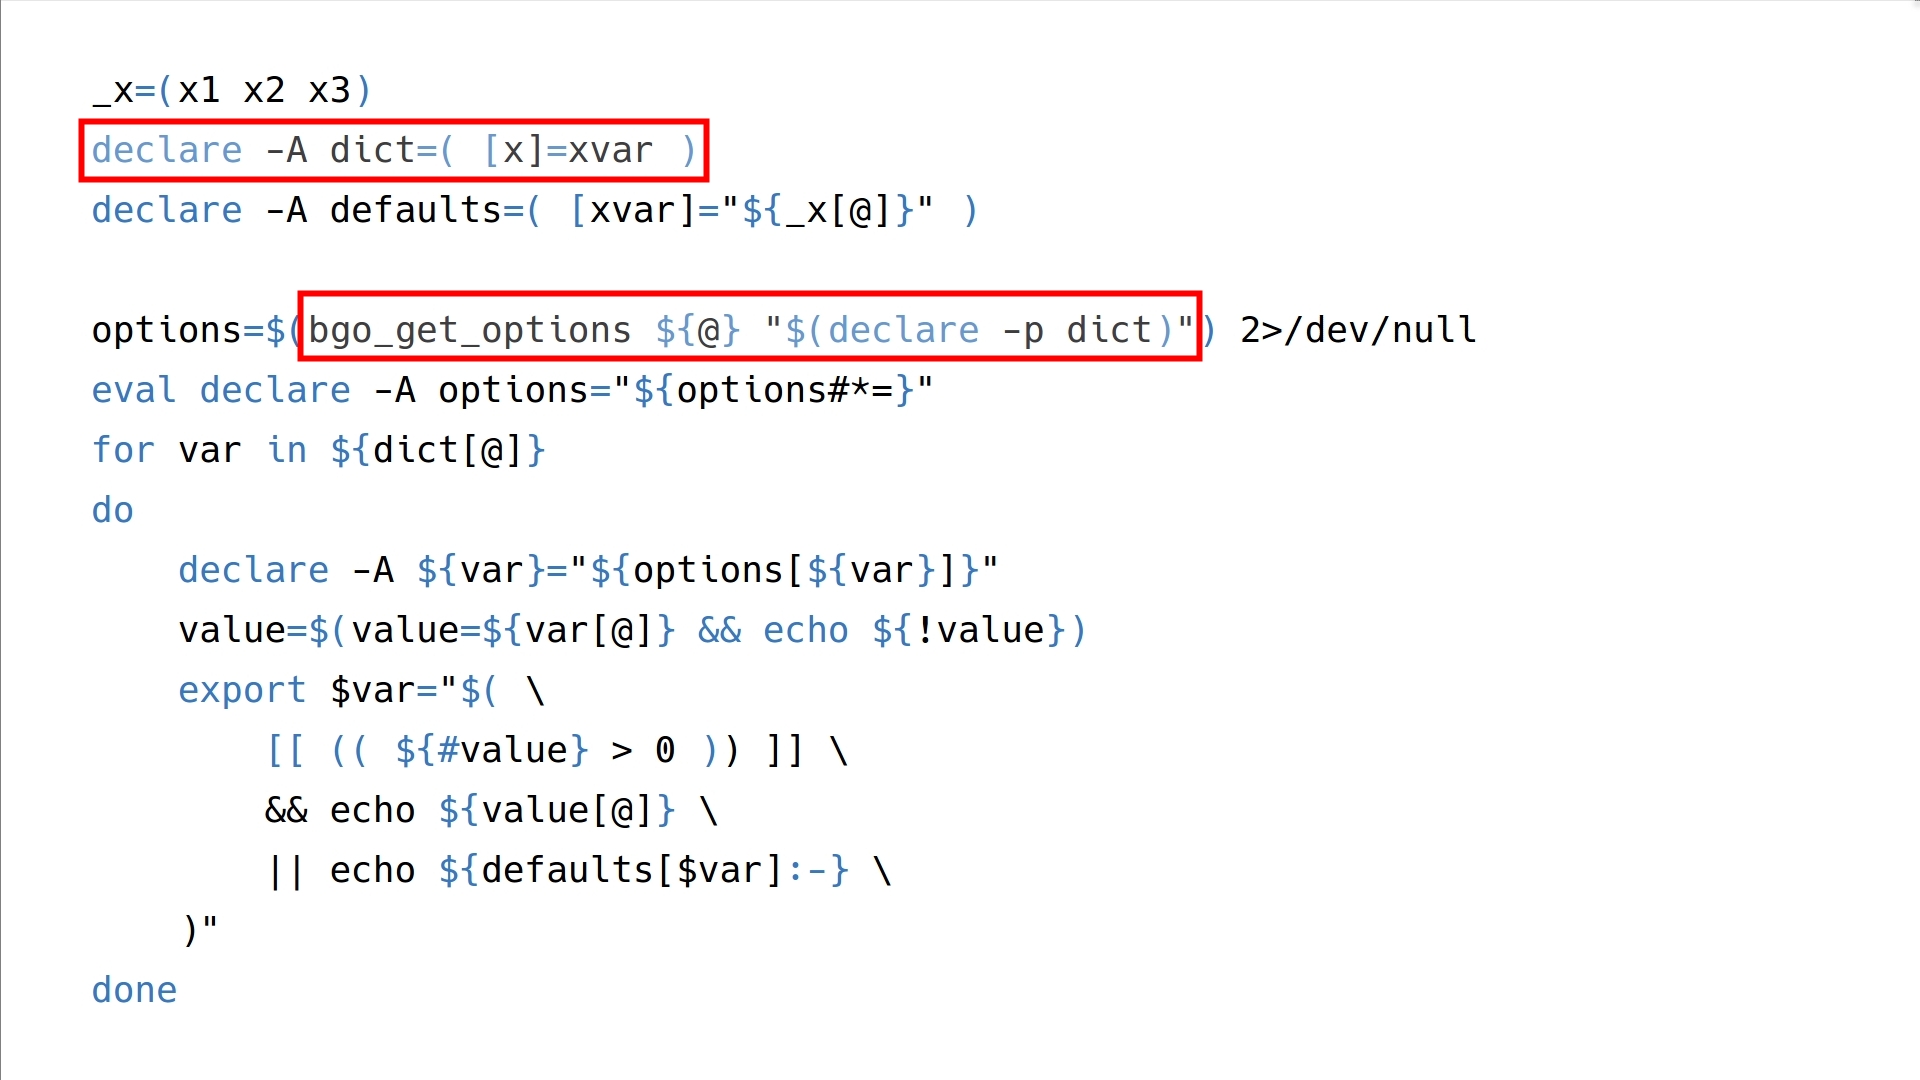 _x=(x1 x2 x3)
declare -A dict=( [x]=xvar )
declare -A defaults=( [xvar]="${_x[@]}" )
options=$(bgo_get_options ${@} "$(declare -p dict)") 2>/dev/null
eval declare -A options="${options#*=}"
for var in ${dict[@]}
do
    declare -A ${var}="${options[${var}]}"
    value=$(value=${var[@]} && echo ${!value})
    export $var="$( \
        [[ (( ${#value} > 0 )) ]] \
        && echo ${value[@]} \
        || echo ${defaults[$var]:-} \
    )"
done